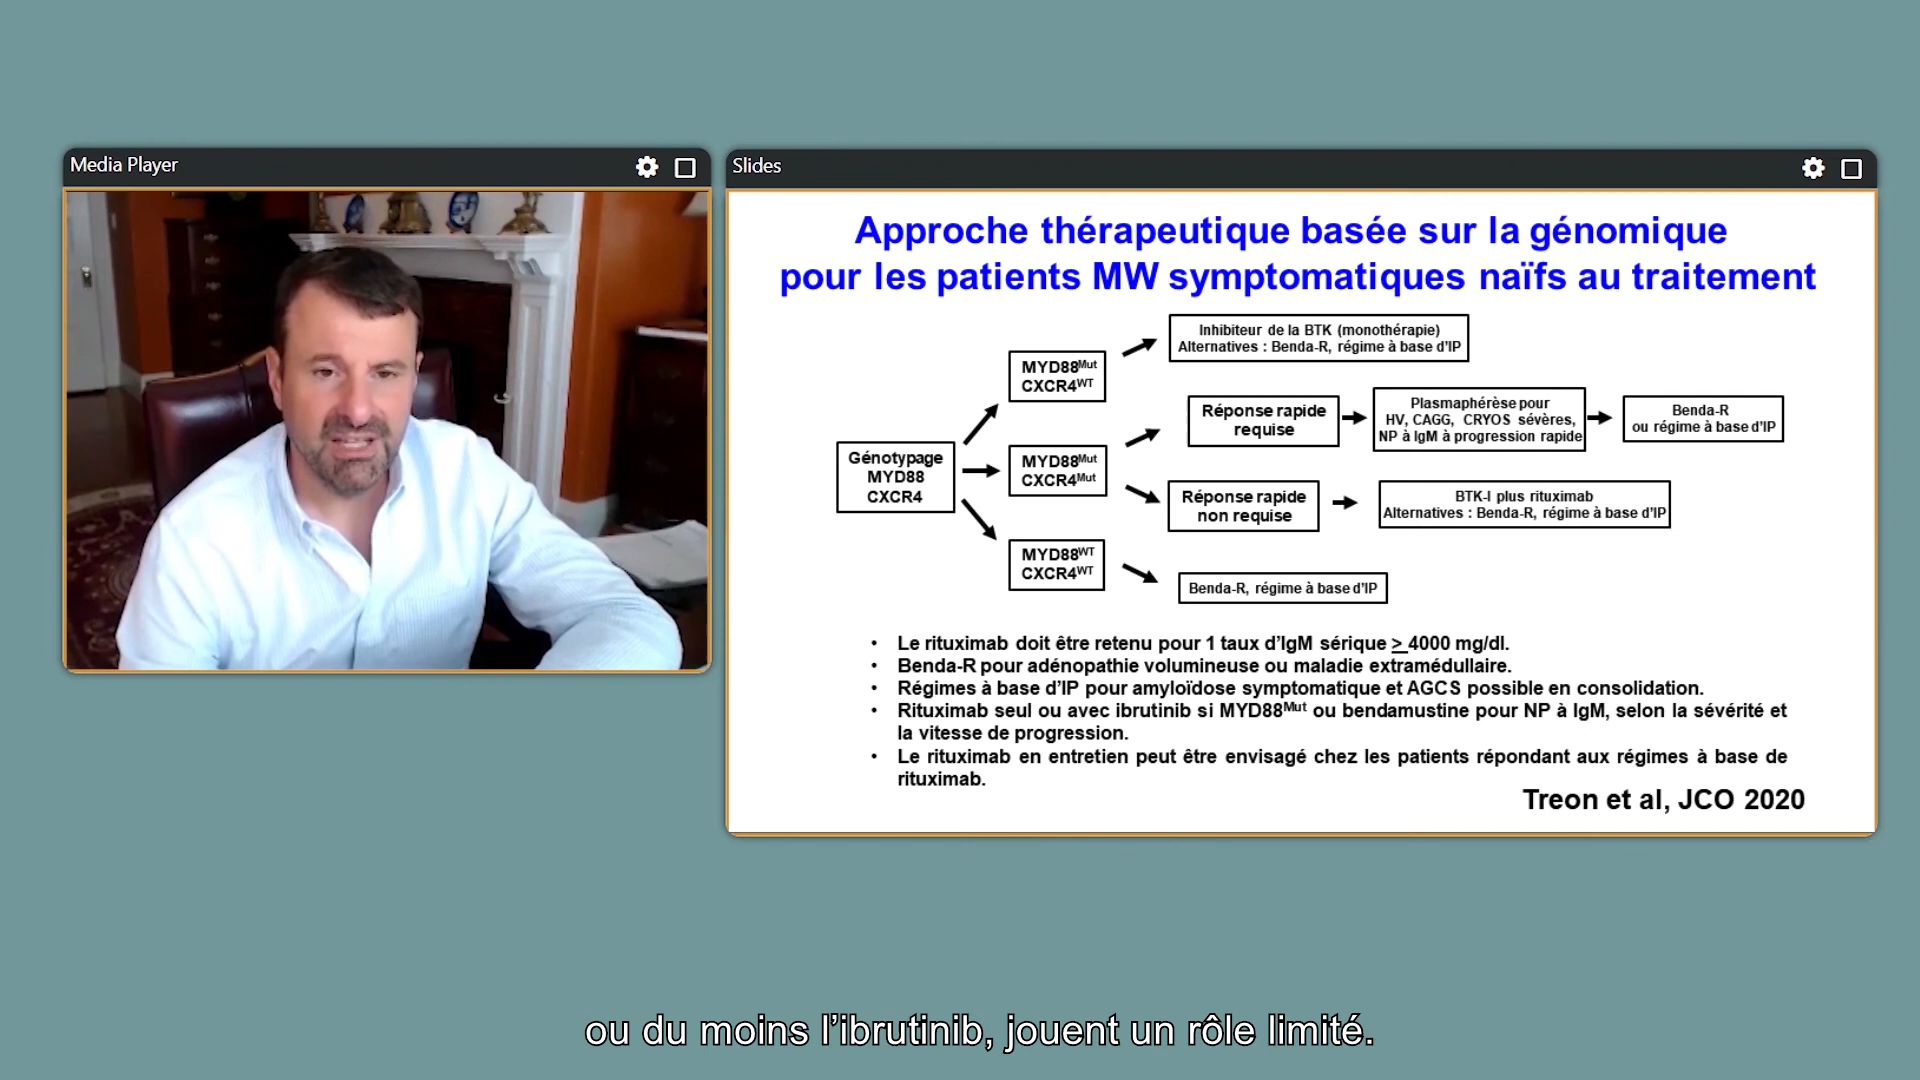 Media Player
Slides
Approche thérapeutique basée sur la génomique
pour les patients MW symptomatiques naïfs au traitement
Génotypage
MYD88
CXCR4
MYD88Mut
CXCR4WT
Inhibiteur de la BTK (monothérapie)
Alternatives : Benda-R, régime à base d'IP
MYD88Mut
CXCR4Mut
Réponse rapide
requise
Plasmaphérèse pour
HV, CAGG, CRYOS sévères,
NP à IgM à progression rapide
Benda-R
ou régime à base d'IP
Réponse rapide
non requise
BTK-I plus rituximab
Alternatives : Benda-R, régime à base d'IP
MYD88WT
CXCR4WT
Benda-R, régime à base d'IP
• Le rituximab doit être retenu pour 1 taux d'IgM sérique > 4000 mg/dl.
• Benda-R pour adénopathie volumineuse ou maladie extramédullaire.
• Régimes à base d'IP pour amyloïdose symptomatique et AGCS possible en consolidation.
• Rituximab seul ou avec ibrutinib si MYD88Mut ou bendamustine pour NP à IgM, selon la sévérité et
la vitesse de progression.
• Le rituximab en entretien peut être envisagé chez les patients répondant aux régimes à base de
rituximab.
Treon et al, JCO 2020
ou du moins l'ibrutinib, jouent un rôle limité.